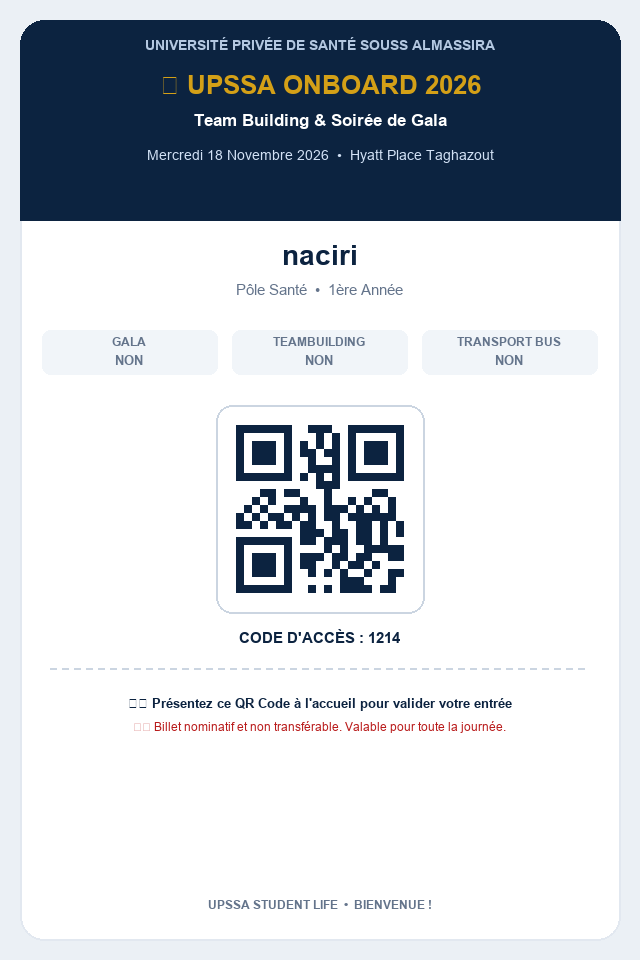 UNIVERSITÉ PRIVÉE DE SANTÉ SOUSS ALMASSIRA
UPSSA ONBOARD 2026
Team Building & Soirée de Gala
Mercredi 18 Novembre 2026 • Hyatt Place Taghazout
naciri
Pôle Santé • 1ère Année
GALA
NON
TEAMBUILDING
NON
TRANSPORT BUS
NON
CODE D'ACCÈS : 1214
Présentez ce QR Code à l'accueil pour valider votre entrée
Billet nominatif et non transférable. Valable pour toute la journée.
UPSSA STUDENT LIFE • BIENVENUE !